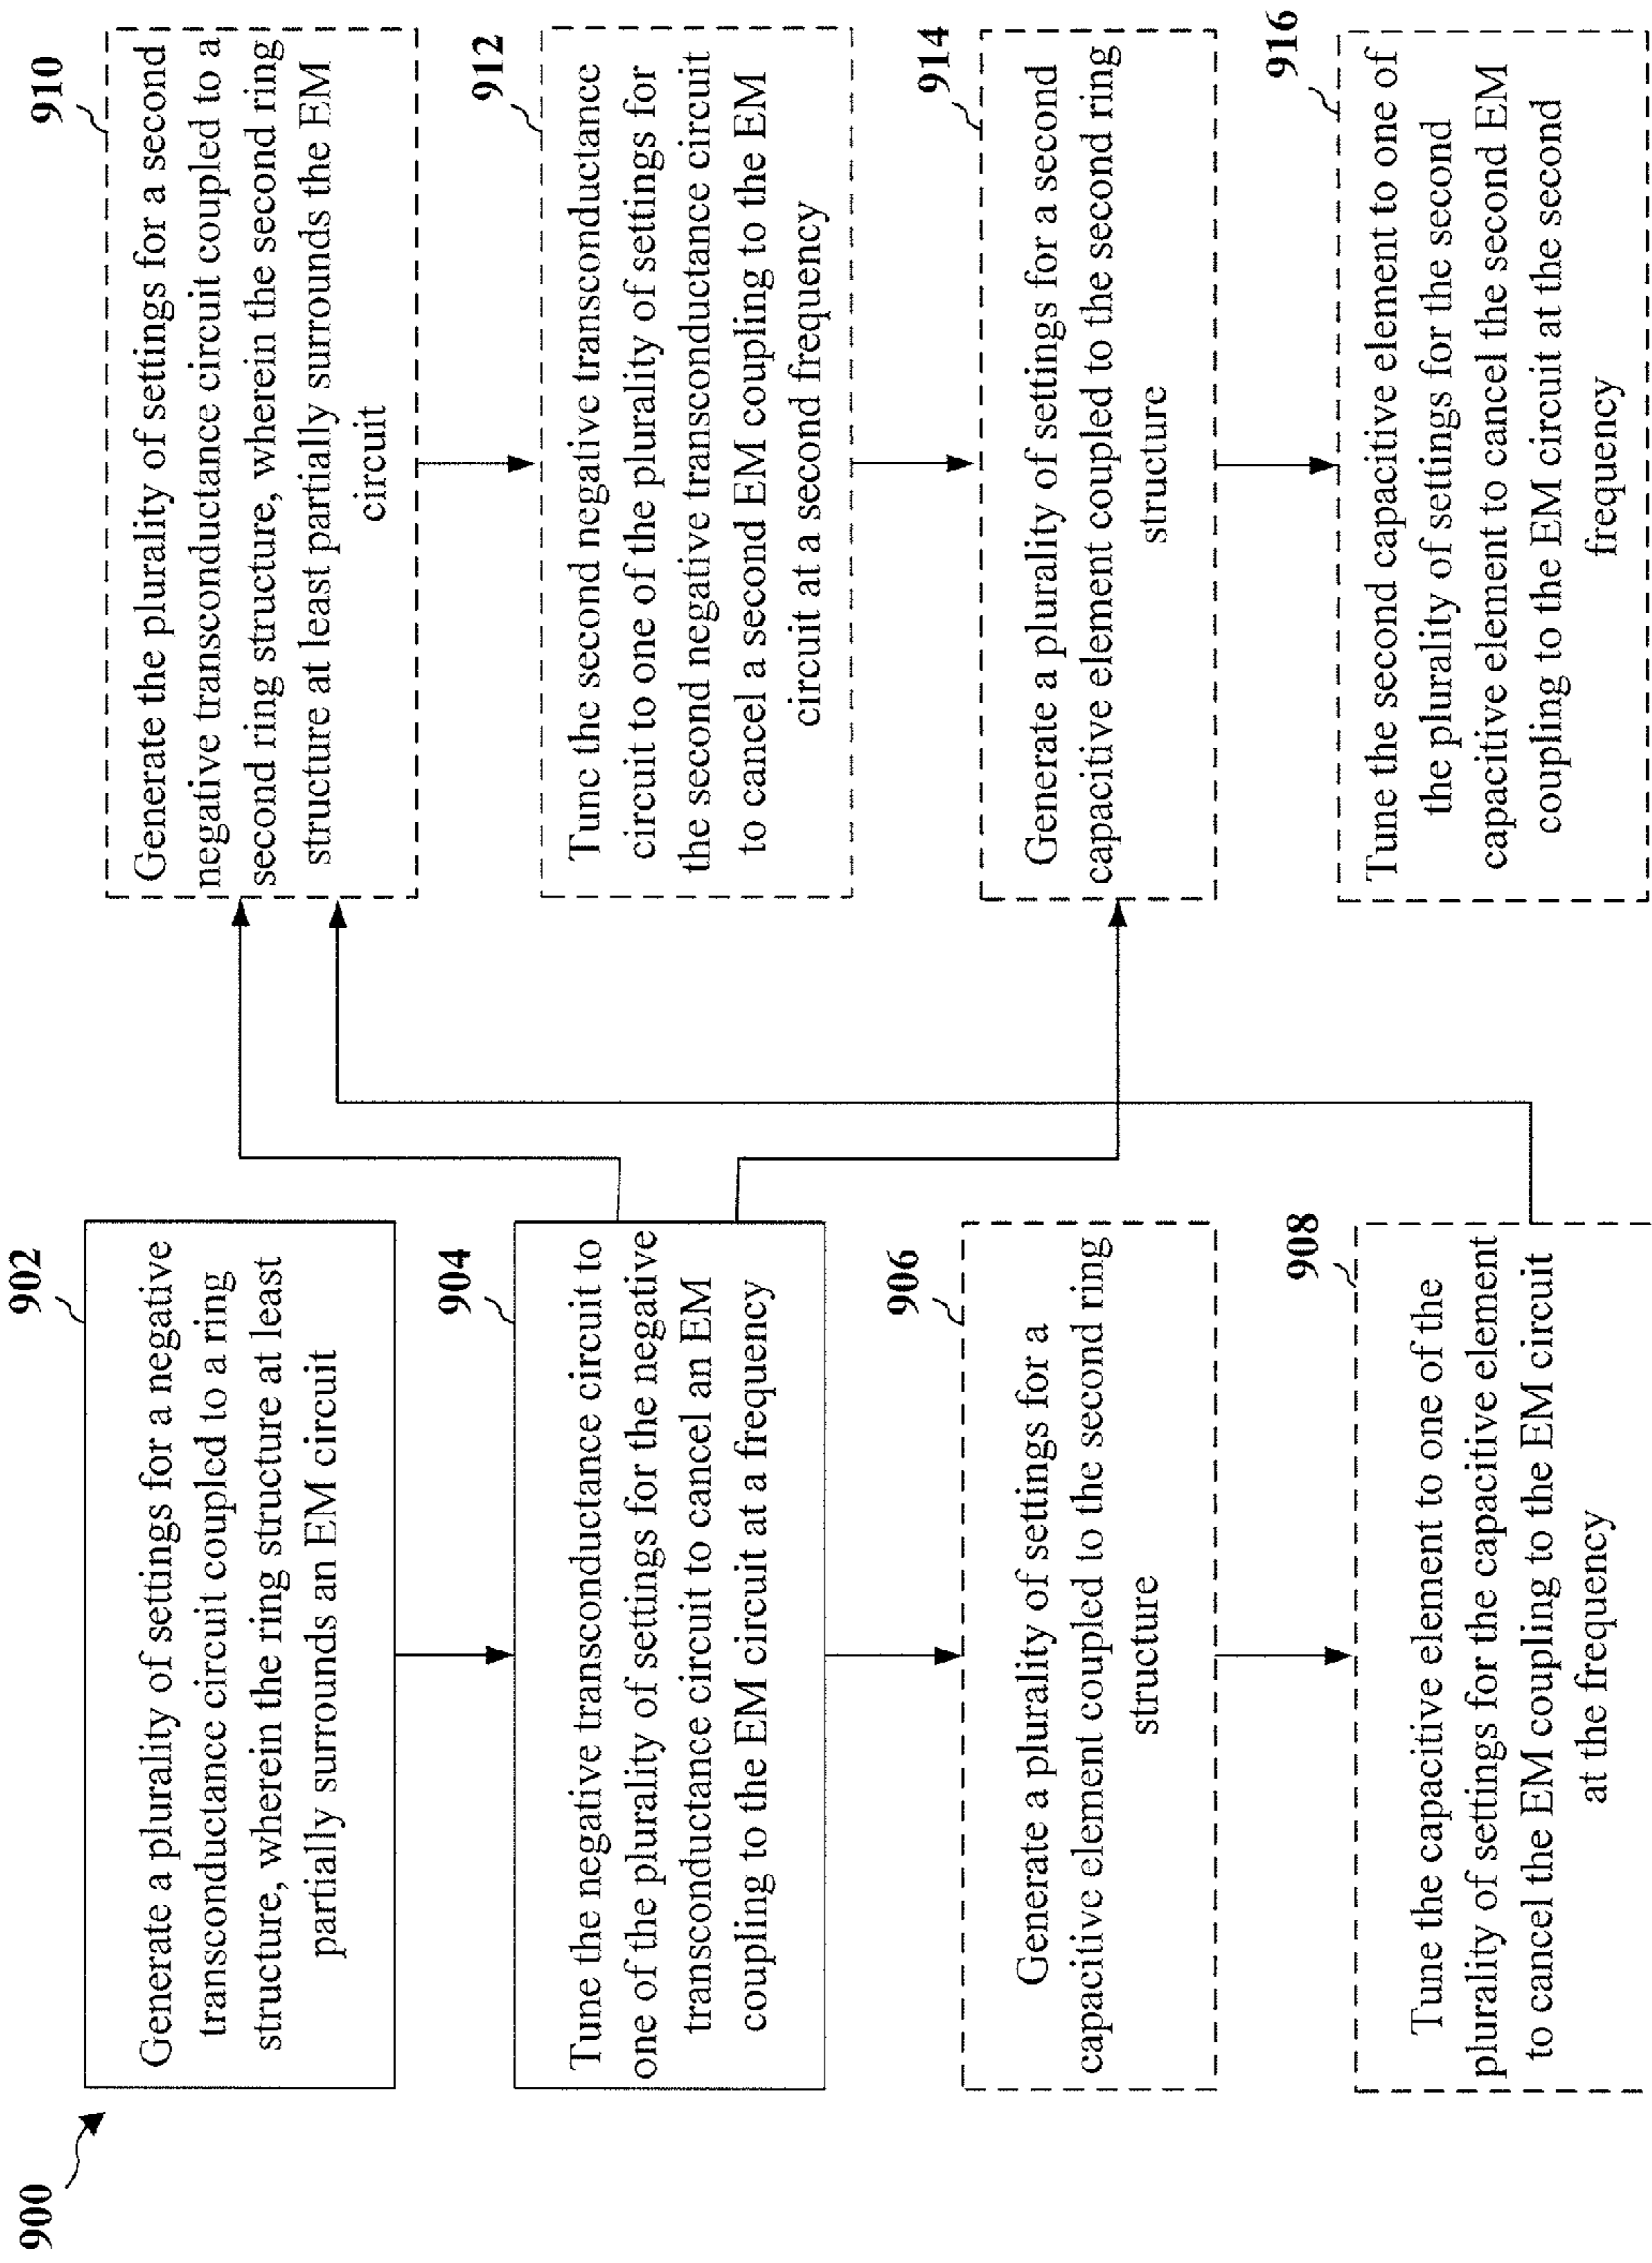 900
902
Generate a plurality of settings for a negative
transconductance circuit coupled to a ring
structure, wherein the ring structure at least
partially surrounds an EM circuit
904
Tune the negative transconductance circuit to
one of the plurality of settings for the negative
transconductance circuit to cancel an EM
coupling to the EM circuit at a frequency
906
Generate a plurality of settings for a
capacitive element coupled to the second ring
structure
908
Tune the capacitive element to one of the
plurality of settings for the capacitive element
to cancel the EM coupling to the EM circuit
at the frequency
910
Generate the plurality of settings for a second
negative transconductance circuit coupled to a
second ring structure, wherein the second ring
structure at least partially surrounds the EM
circuit
912
Tune the second negative transconductance
circuit to one of the plurality of settings for
the second negative transconductance circuit
to cancel a second EM coupling to the EM
circuit at a second frequency
914
Generate a plurality of settings for a second
capacitive element coupled to the second ring
structure
916
Tune the second capacitive element to one of
the plurality of settings for the second
capacitive element to cancel the second EM
coupling to the EM circuit at the second
frequency